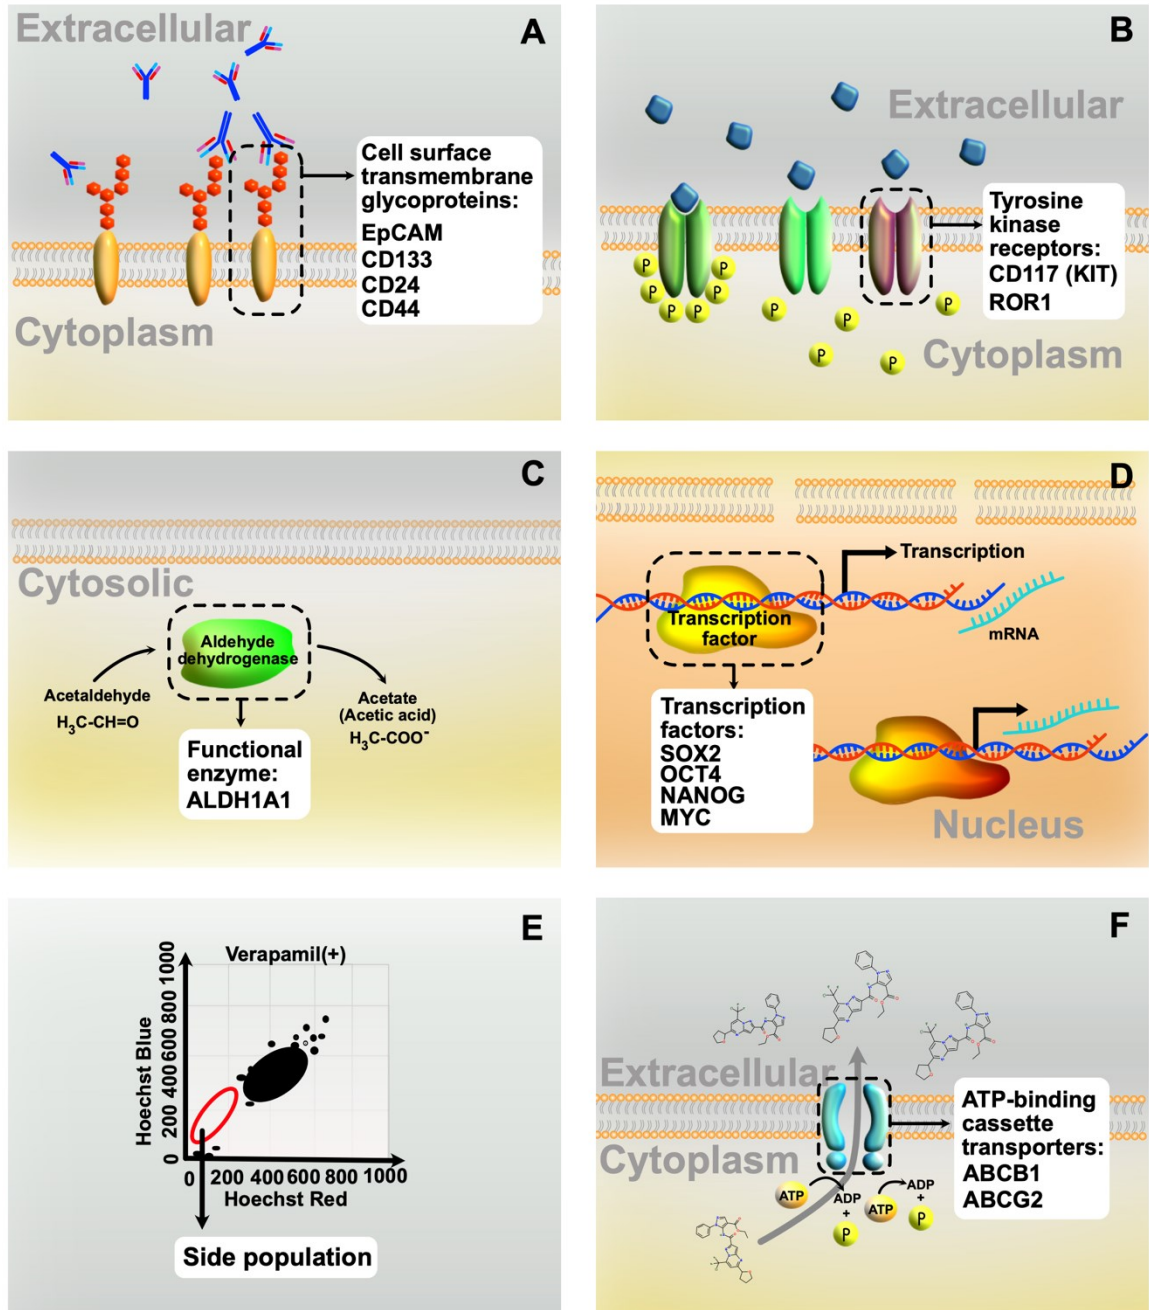 Extracellular
A
Cell surface
transmembrane
glycoproteins:
EpCAM
CD133
CD24
CD44
Cytoplasm
B
Extracellular
Tyrosine
kinase
receptors:
CD117 (KIT)
ROR1
P
P
P
P
P
P
P
P
P
P
P
P
P
Cytoplasm
C
Cytosolic
Aldehyde
dehydrogenase
Acetaldehyde
H₃C-CH=O
Acetate
(Acetic acid)
H₃C-COO⁻
Functional
enzyme:
ALDH1A1
D
Transcription
Transcription
factor
mRNA
Transcription
factors:
SOX2
OCT4
NANOG
MYC
Nucleus
E
Verapamil(+)
Hoechst Blue
0 200 400 600 800 1000
0 200 400 600 800 1000
Hoechst Red
Side population
F
Extracellular
Cytoplasm
ATP-binding
cassette
transporters:
ABCB1
ABCG2
ATP
ADP
+
P
ATP
ADP
+
P